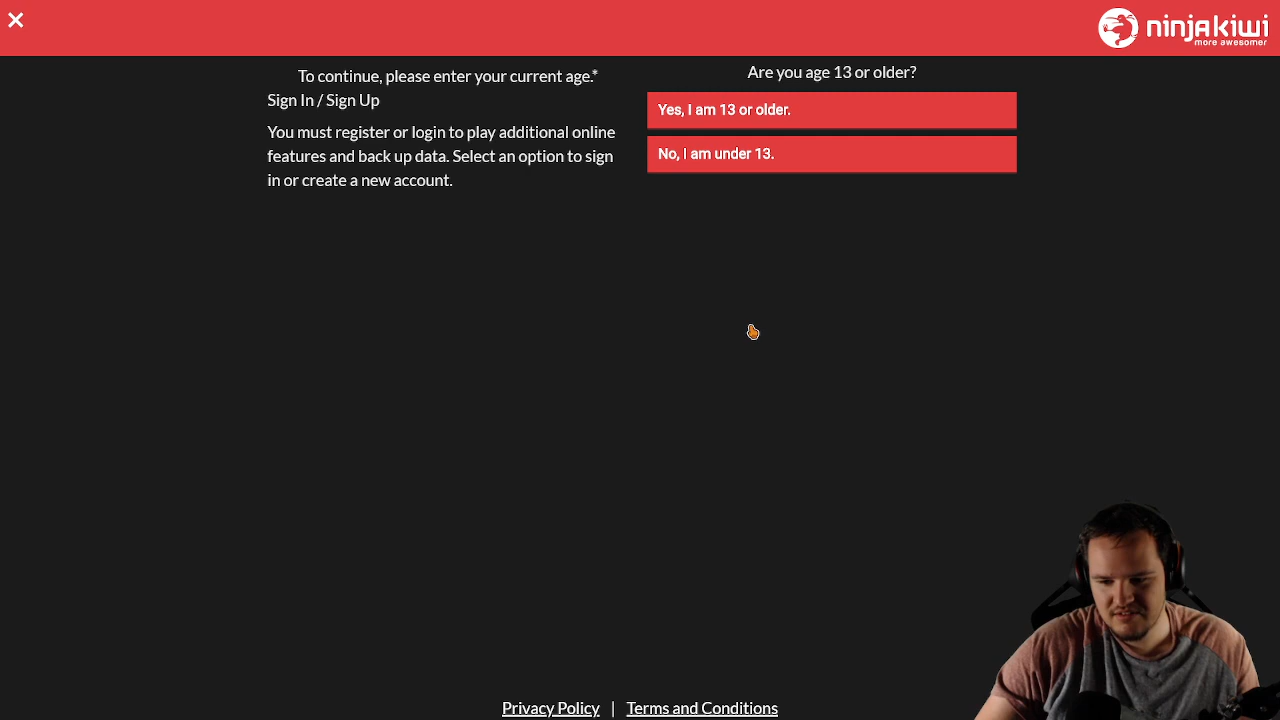 ninjakiwi
more awesomer
To continue, please enter your current age.*
Sign In / Sign Up
You must register or login to play additional online
features and back up data. Select an option to sign
in or create a new account.
Are you age 13 or older?
Yes, I am 13 or older.
No, I am under 13.
Privacy Policy | Terms and Conditions